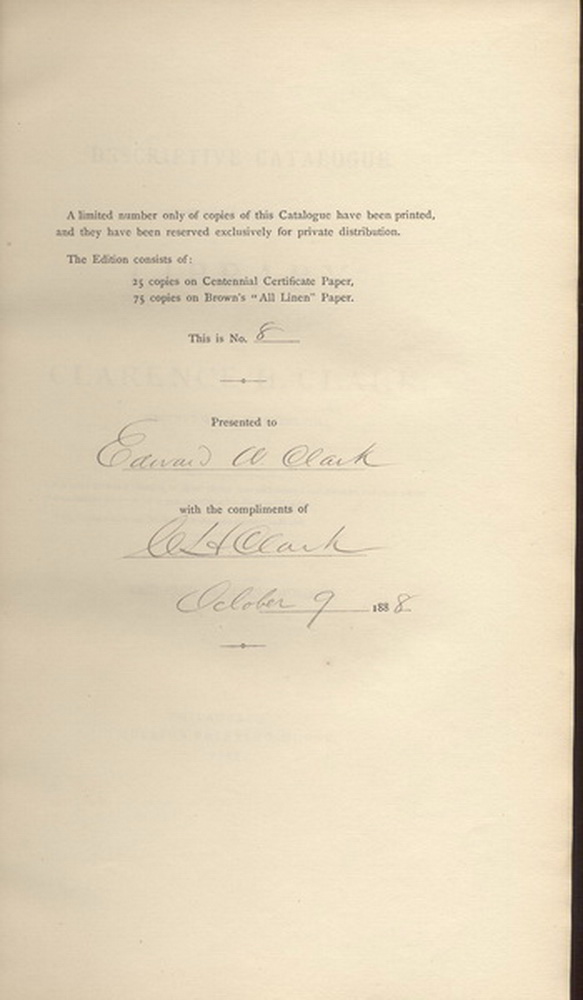 A limited number only of copies of this Catalogue have been printed,
and they have been reserved exclusively for private distribution.
The Edition consists of:
25 copies on Centennial Certificate Paper,
75 copies on Brown's "All Linen" Paper.
This is No. 8
Presented to
Edward W Clark
with the compliments of
C H Clark
October 9 1888